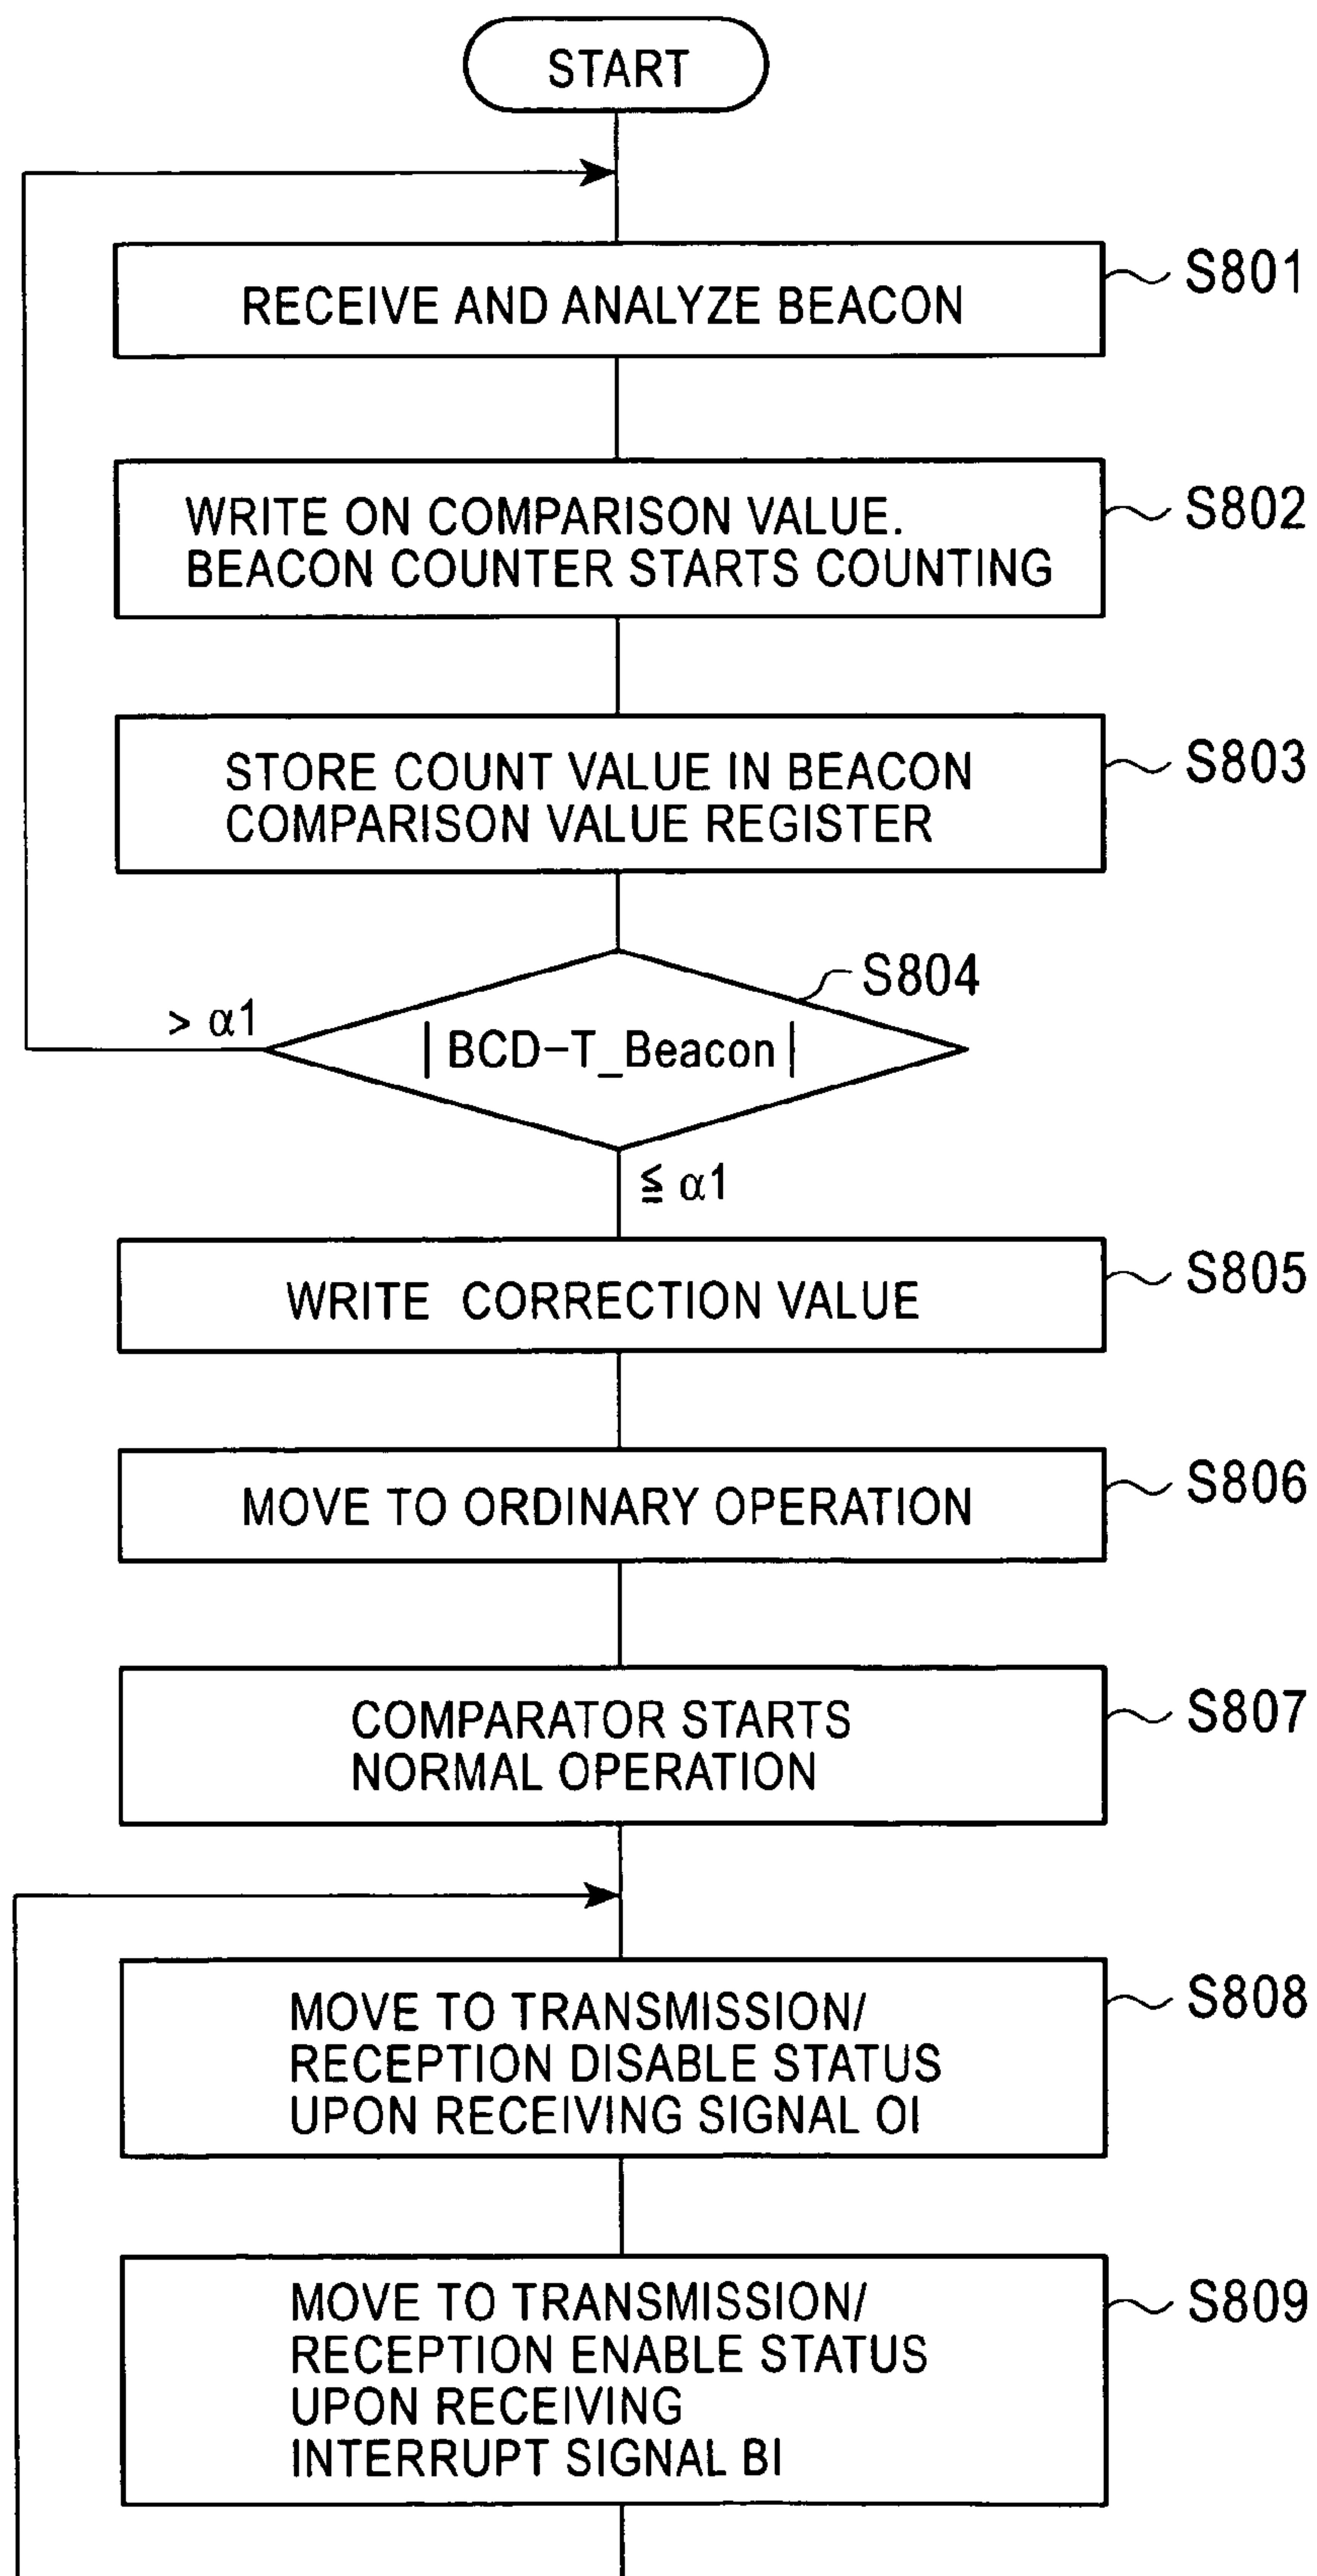 START
RECEIVE AND ANALYZE BEACON
S801
WRITE ON COMPARISON VALUE.
BEACON COUNTER STARTS COUNTING
S802
STORE COUNT VALUE IN BEACON
COMPARISON VALUE REGISTER
S803
S804
> α1
|BCD-T_Beacon|
≦ α1
WRITE CORRECTION VALUE
S805
MOVE TO ORDINARY OPERATION
S806
COMPARATOR STARTS
NORMAL OPERATION
S807
MOVE TO TRANSMISSION/
RECEPTION DISABLE STATUS
UPON RECEIVING SIGNAL OI
S808
MOVE TO TRANSMISSION/
RECEPTION ENABLE STATUS
UPON RECEIVING
INTERRUPT SIGNAL BI
S809